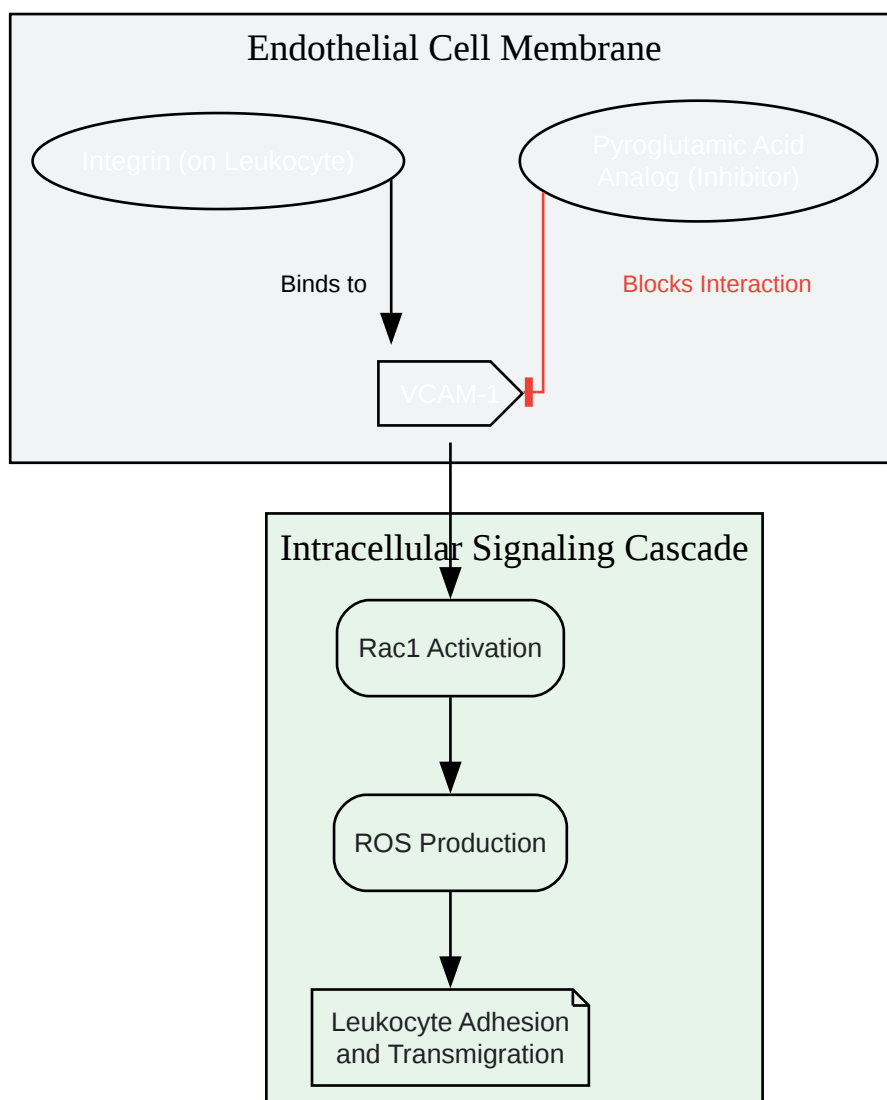 Endothelial Cell Membrane
Integrin (on Leukocyte)
Pyroglutamic Acid
Analog (Inhibitor)
Binds to
Blocks Interaction
VCAM-1
Intracellular Signaling Cascade
Rac1 Activation
ROS Production
Leukocyte Adhesion
and Transmigration